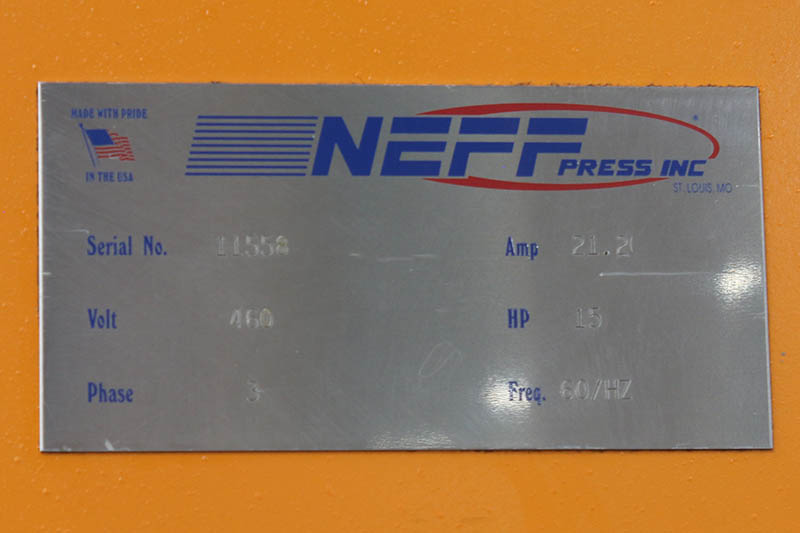 MADE WITH PRIDE
IN THE USA
NEFF
PRESS INC
®
ST. LOUIS, MO
Serial No.
Amp 21.2
Volt 460
HP 15
Phase 3
Freq. 60/HZ